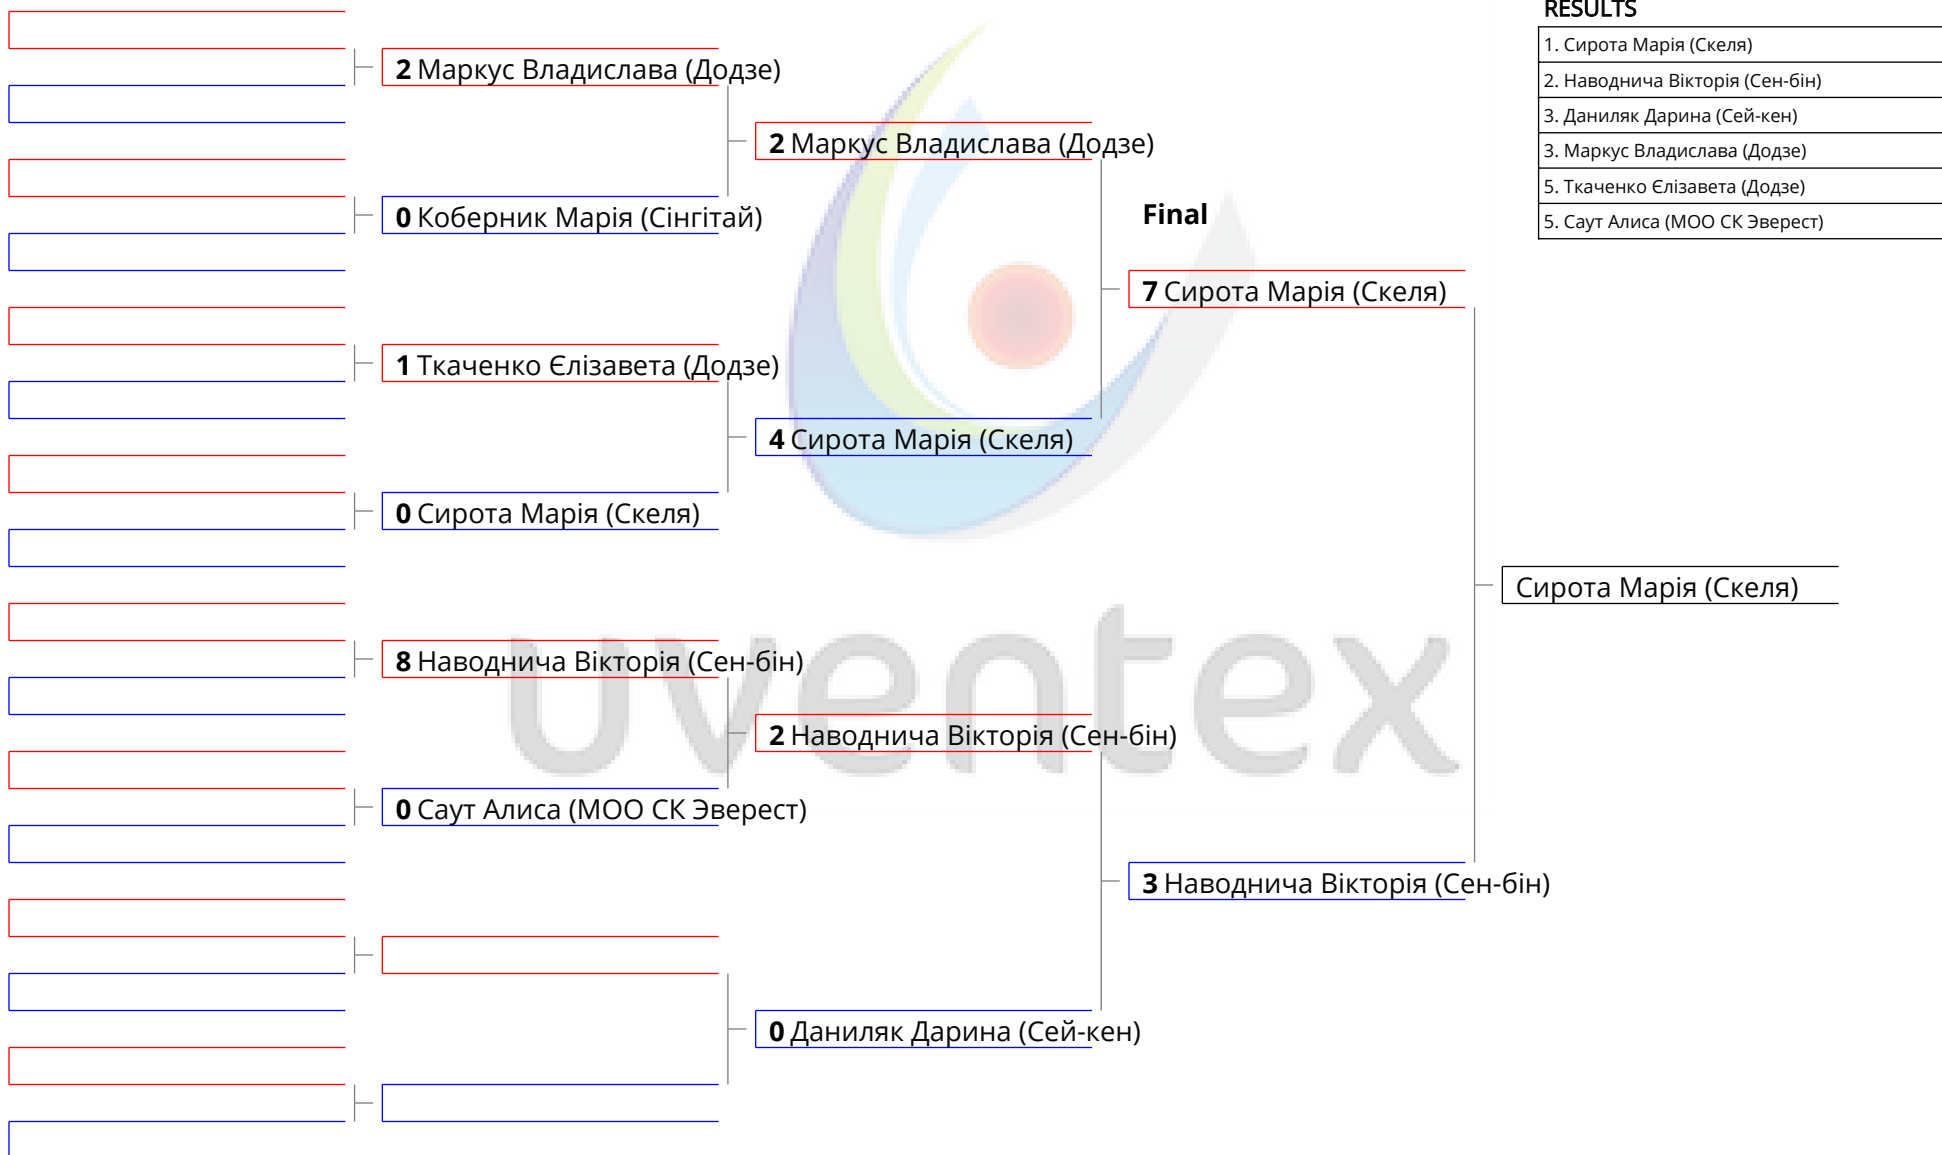 RESULTS
1. Сирота Марія (Скеля)
2. Наводнича Вікторія (Сен-бін)
3. Даниляк Дарина (Сей-кен)
3. Маркус Владислава (Додзе)
5. Ткаченко Єлізавета (Додзе)
5. Саут Алиса (МОО СК Эверест)
2 Маркус Владислава (Додзе)
0 Коберник Марія (Сінгітай)
1 Ткаченко Єлізавета (Додзе)
0 Сирота Марія (Скеля)
8 Наводнича Вікторія (Сен-бін)
0 Саут Алиса (МОО СК Эверест)
2 Маркус Владислава (Додзе)
4 Сирота Марія (Скеля)
2 Наводнича Вікторія (Сен-бін)
0 Даниляк Дарина (Сей-кен)
Final
7 Сирота Марія (Скеля)
3 Наводнича Вікторія (Сен-бін)
Сирота Марія (Скеля)
uventex